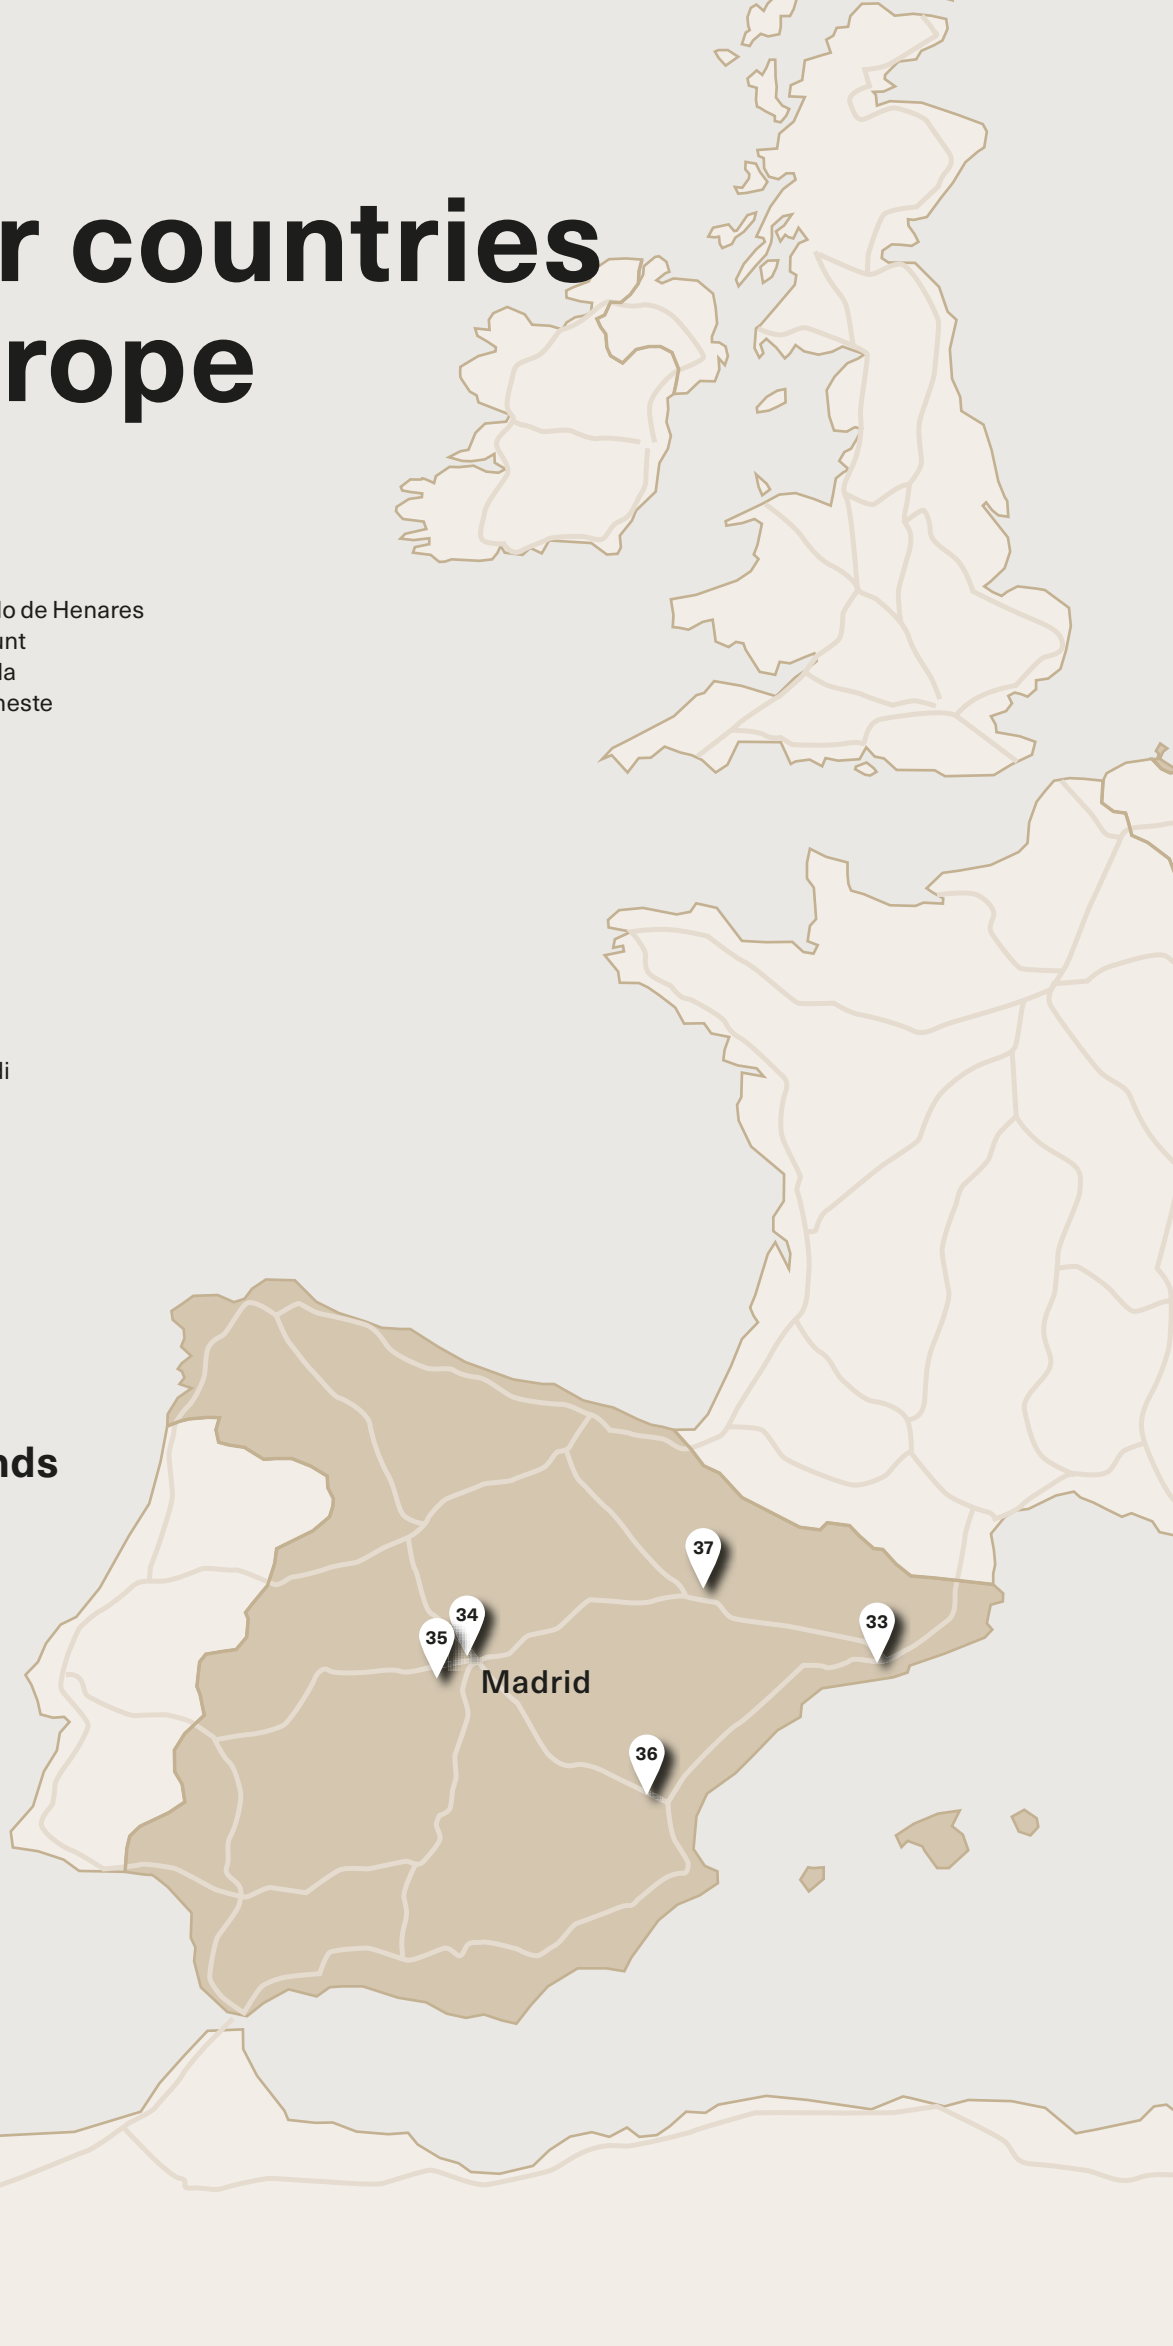 r countries
rope
lo de Henares
unt
la
neste
li
nds
37
34
33
35
Madrid
36